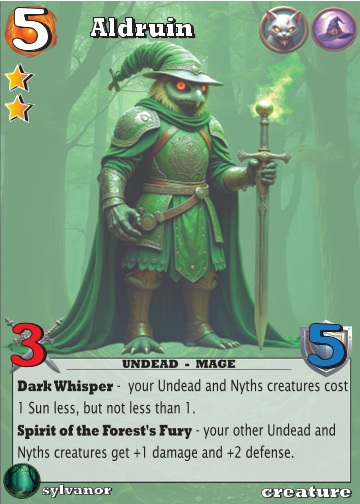 5 Aldruin
3
5
UNDEAD - MAGE
Dark Whisper - your Undead and Nyths creatures cost
1 Sun less, but not less than 1.
Spirit of the Forest's Fury - your other Undead and
Nyths creatures get +1 damage and +2 defense.
sylvanor
creature